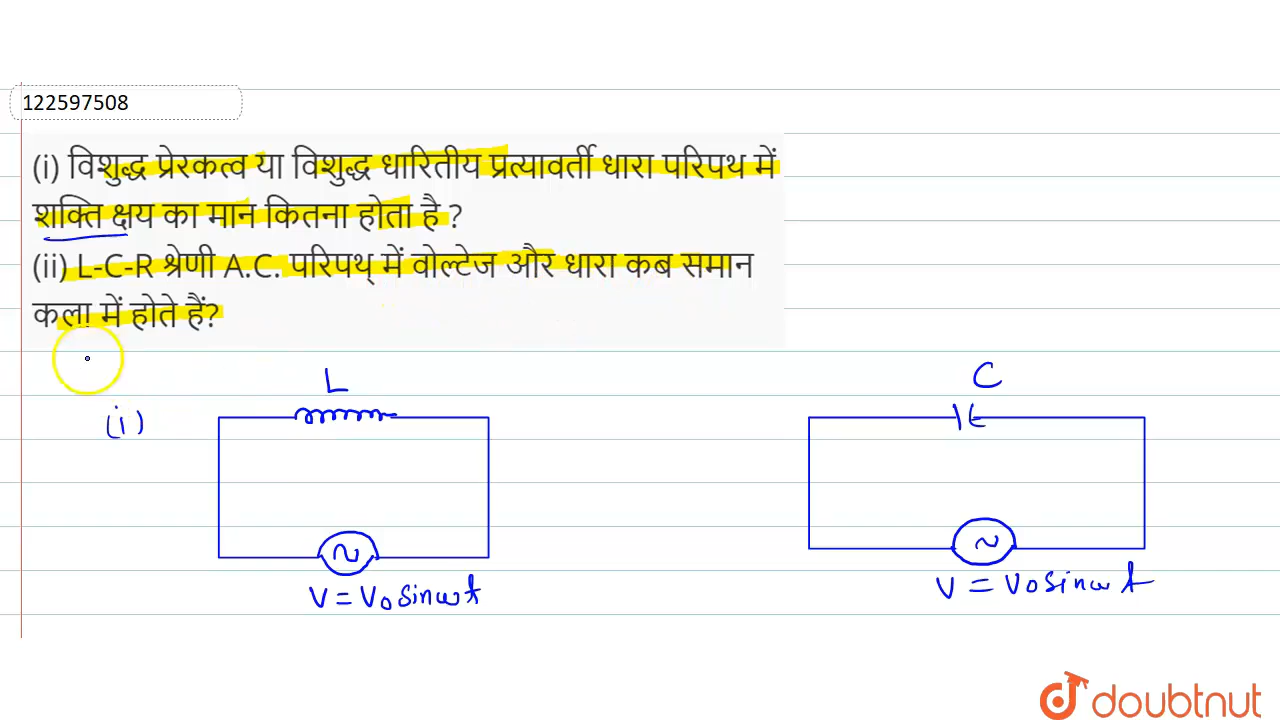 122597508
(i) विशुद्ध प्रेरकत्व या विशुद्ध धारितीय प्रत्यावर्ती धारा परिपथ में
शक्ति क्षय का मान कितना होता है ?
(ii) L-C-R श्रेणी A.C. परिपथ् में वोल्टेज और धारा कब समान
कला में होते हैं?
(i)
L
C
V = V₀ sinωt
V = V₀ sinωt
doubtnut